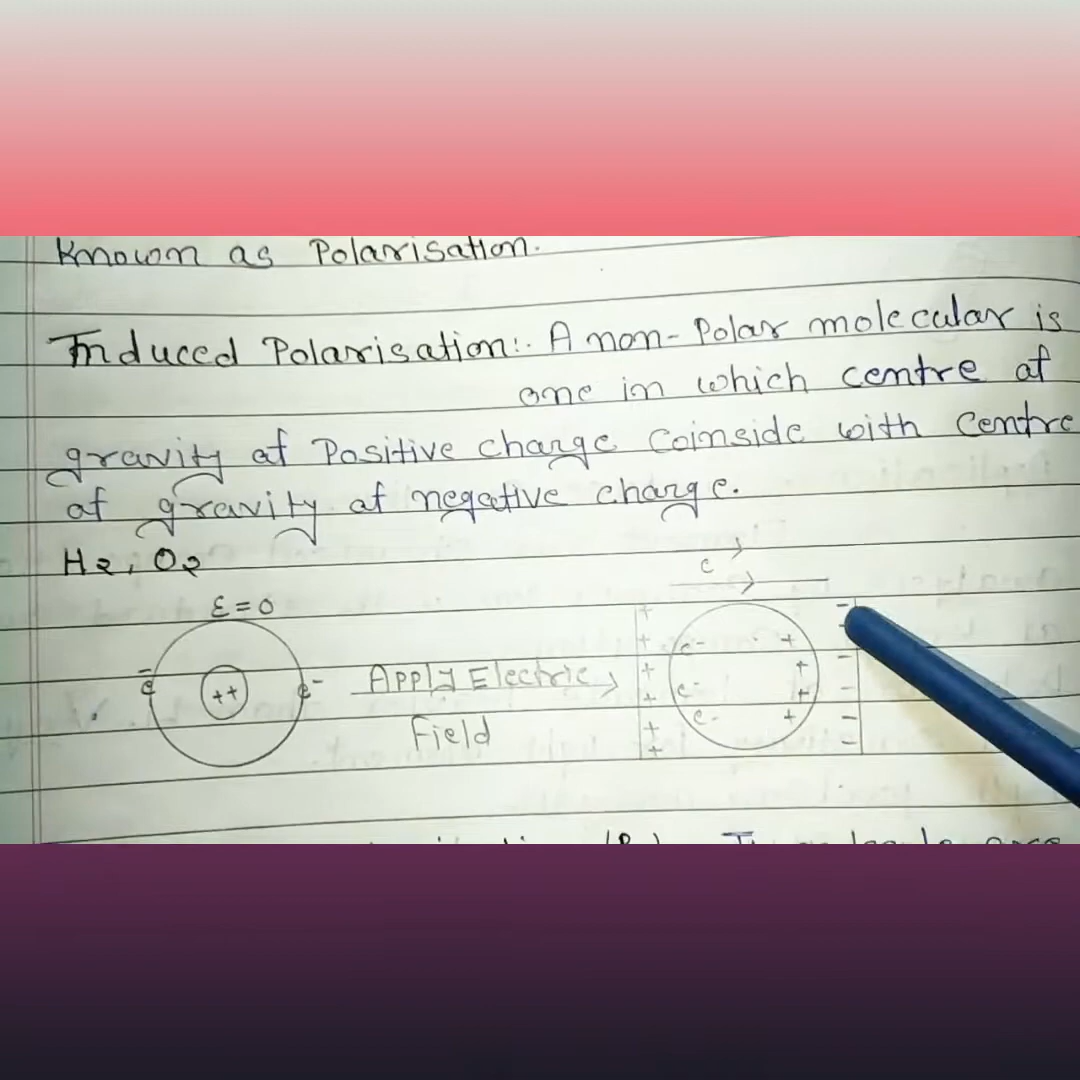 Known as Polarisation.
Induced Polarisation:. A non-Polar molecular is
one in which centre of
gravity of Positive charge Coinside with Centre
of gravity of negative charge.
H2, O2
ε = 0
e-
++
e-
Apply Electric
Field
e
+ + + + + +
e- e- e-
+ + + +
- - - - -